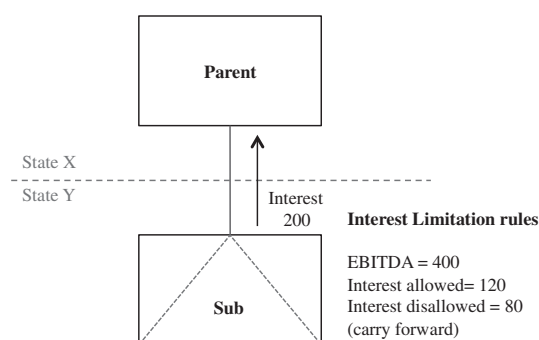 Parent
State X
State Y
Interest
200
Interest Limitation rules
EBITDA = 400
Interest allowed= 120
Interest disallowed = 80
(carry forward)
Sub